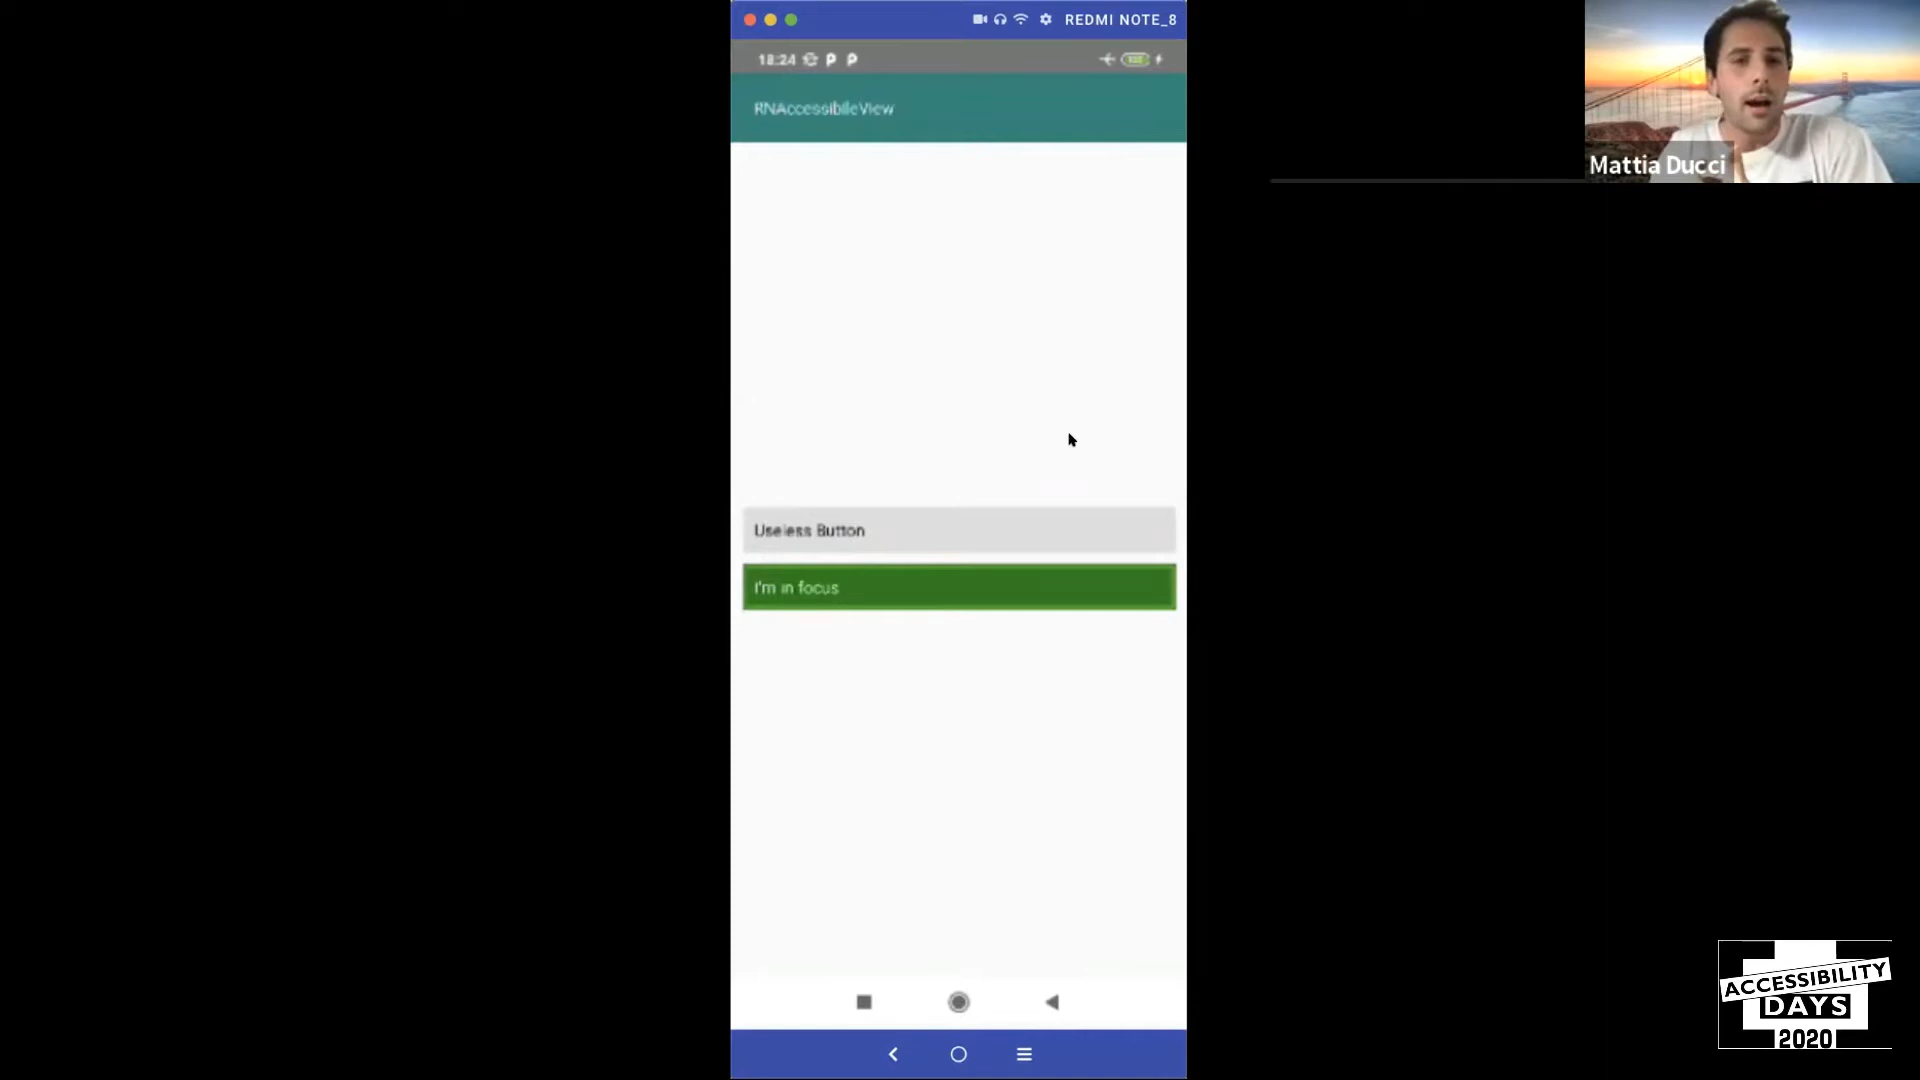 REDMI NOTE_8
18:24
RNAccessibileView
Useless Button
I'm in focus
Mattia Ducci
ACCESSIBILITY
DAYS
2020